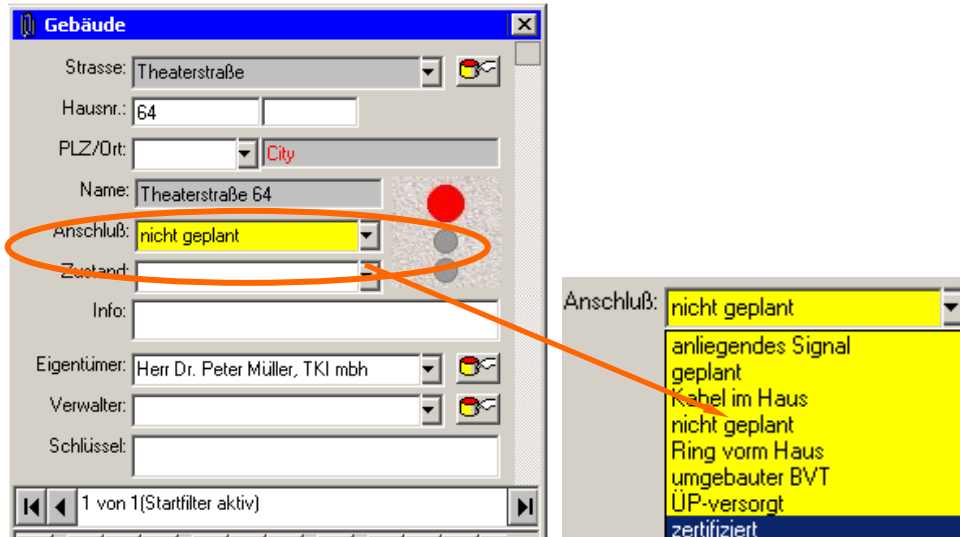 Gebäude
Strasse: Theaterstraße
Hausnr.: 64
PLZ/Ort: City
Name: Theaterstraße 64
Anschluß: nicht geplant
Zustand:
Info:
Eigentümer: Herr Dr. Peter Müller, TKI mbh
Verwalter:
Schlüssel:
1 von 1(Startfilter aktiv)
Anschluß: nicht geplant
anliegendes Signal
geplant
Kabel im Haus
nicht geplant
Ring vorm Haus
umgebauter BVT
ÜP-versorgt
zertifiziert